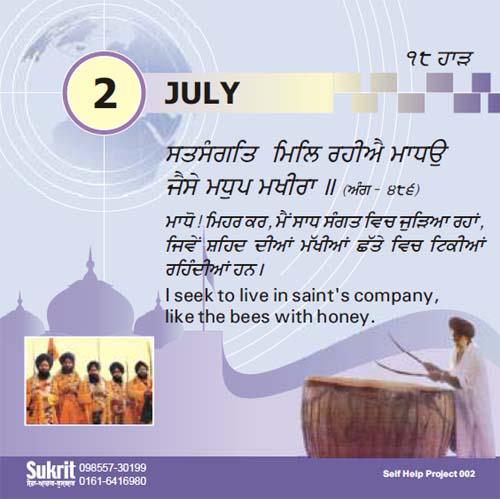 ੧੮ ਹਾੜ
2 JULY
ਸਤਸੰਗਤਿ ਮਿਲਿ ਰਹੀਐ ਮਾਧਉ
ਜੈਸੇ ਮਧੁਪ ਮਖੀਰਾ ॥ (ਅੰਗ - ੪੮੬)
ਮਾਧੋ ! ਮਿਹਰ ਕਰ, ਮੈਂ ਸਾਧ ਸੰਗਤ ਵਿਚ ਜੁੜਿਆ ਰਹਾਂ,
ਜਿਵੇਂ ਸ਼ਹਿਦ ਦੀਆਂ ਮੱਖੀਆਂ ਛੱਤੇ ਵਿਚ ਟਿਕੀਆਂ
ਰਹਿੰਦੀਆਂ ਹਨ।
I seek to live in saint's company,
like the bees with honey.
Sukrit 098557-30199
0161-6416980
Self Help Project 002